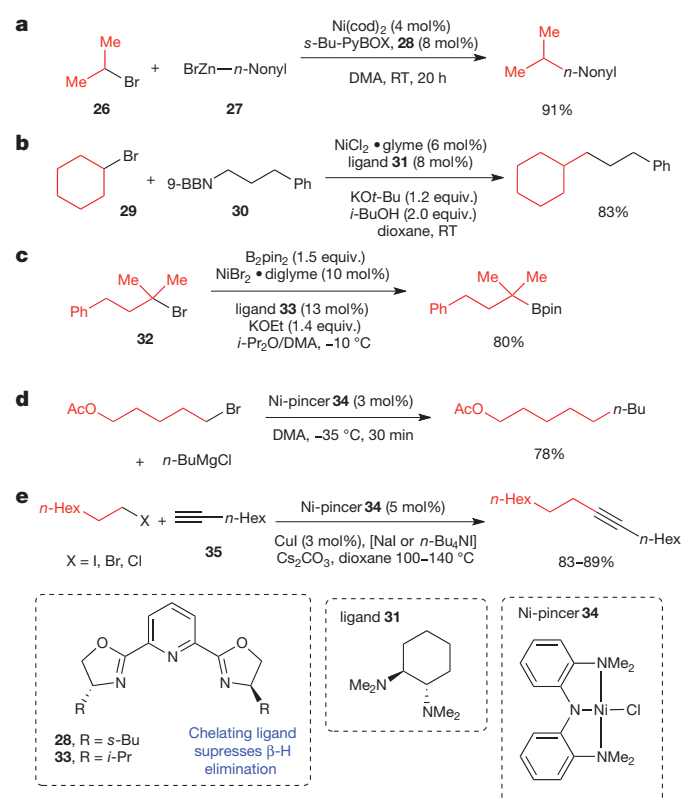 a
Me
Me
Br
26
+
BrZn—n-Nonyl
27
Ni(cod)2 (4 mol%)
s-Bu-PyBOX, 28 (8 mol%)
DMA, RT, 20 h
Me
Me
n-Nonyl
91%
b
Br
29
+
9-BBN
Ph
30
NiCl2 • glyme (6 mol%)
ligand 31 (8 mol%)
KOt-Bu (1.2 equiv.)
i-BuOH (2.0 equiv.)
dioxane, RT
Ph
83%
c
Me Me
Ph
Br
32
B2pin2 (1.5 equiv.)
NiBr2 • diglyme (10 mol%)
ligand 33 (13 mol%)
KOEt (1.4 equiv.)
i-Pr2O/DMA, –10 °C
Me Me
Ph
Bpin
80%
d
AcO
Br
+ n-BuMgCl
Ni-pincer 34 (3 mol%)
DMA, –35 °C, 30 min
AcO
n-Bu
78%
e
n-Hex
X
+
n-Hex
X = I, Br, Cl
35
Ni-pincer 34 (5 mol%)
CuI (3 mol%), [NaI or n-Bu4NI]
Cs2CO3, dioxane 100–140 °C
n-Hex
n-Hex
83–89%
O
N
O
N
N
R
R
28, R = s-Bu
33, R = i-Pr
Chelating ligand
supresses β-H
elimination
ligand 31
Me2N
NMe2
Ni-pincer 34
NMe2
N
Ni
Cl
NMe2